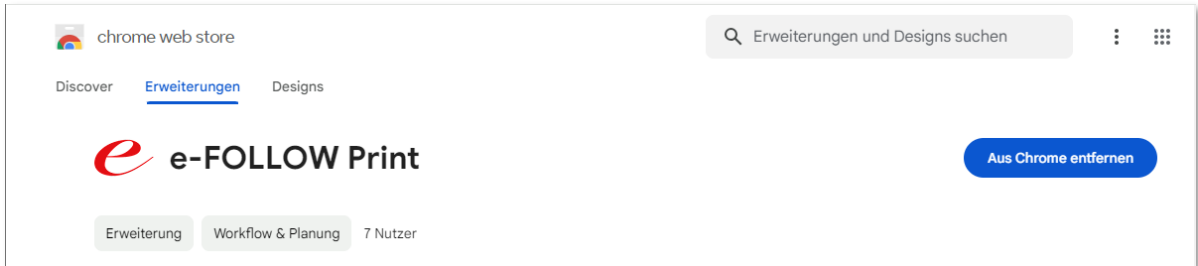 chrome web store
Erweiterungen und Designs suchen
Discover Erweiterungen Designs
e e-FOLLOW Print
Aus Chrome entfernen
Erweiterung Workflow & Planung 7 Nutzer